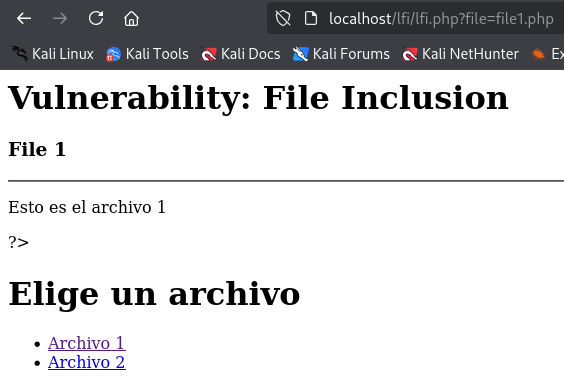 localhost/lfi/lfi.php?file=file1.php
Kali Linux Kali Tools Kali Docs Kali Forums Kali NetHunter Ex
Vulnerability: File Inclusion
File 1
Esto es el archivo 1
?>
Elige un archivo
Archivo 1
Archivo 2